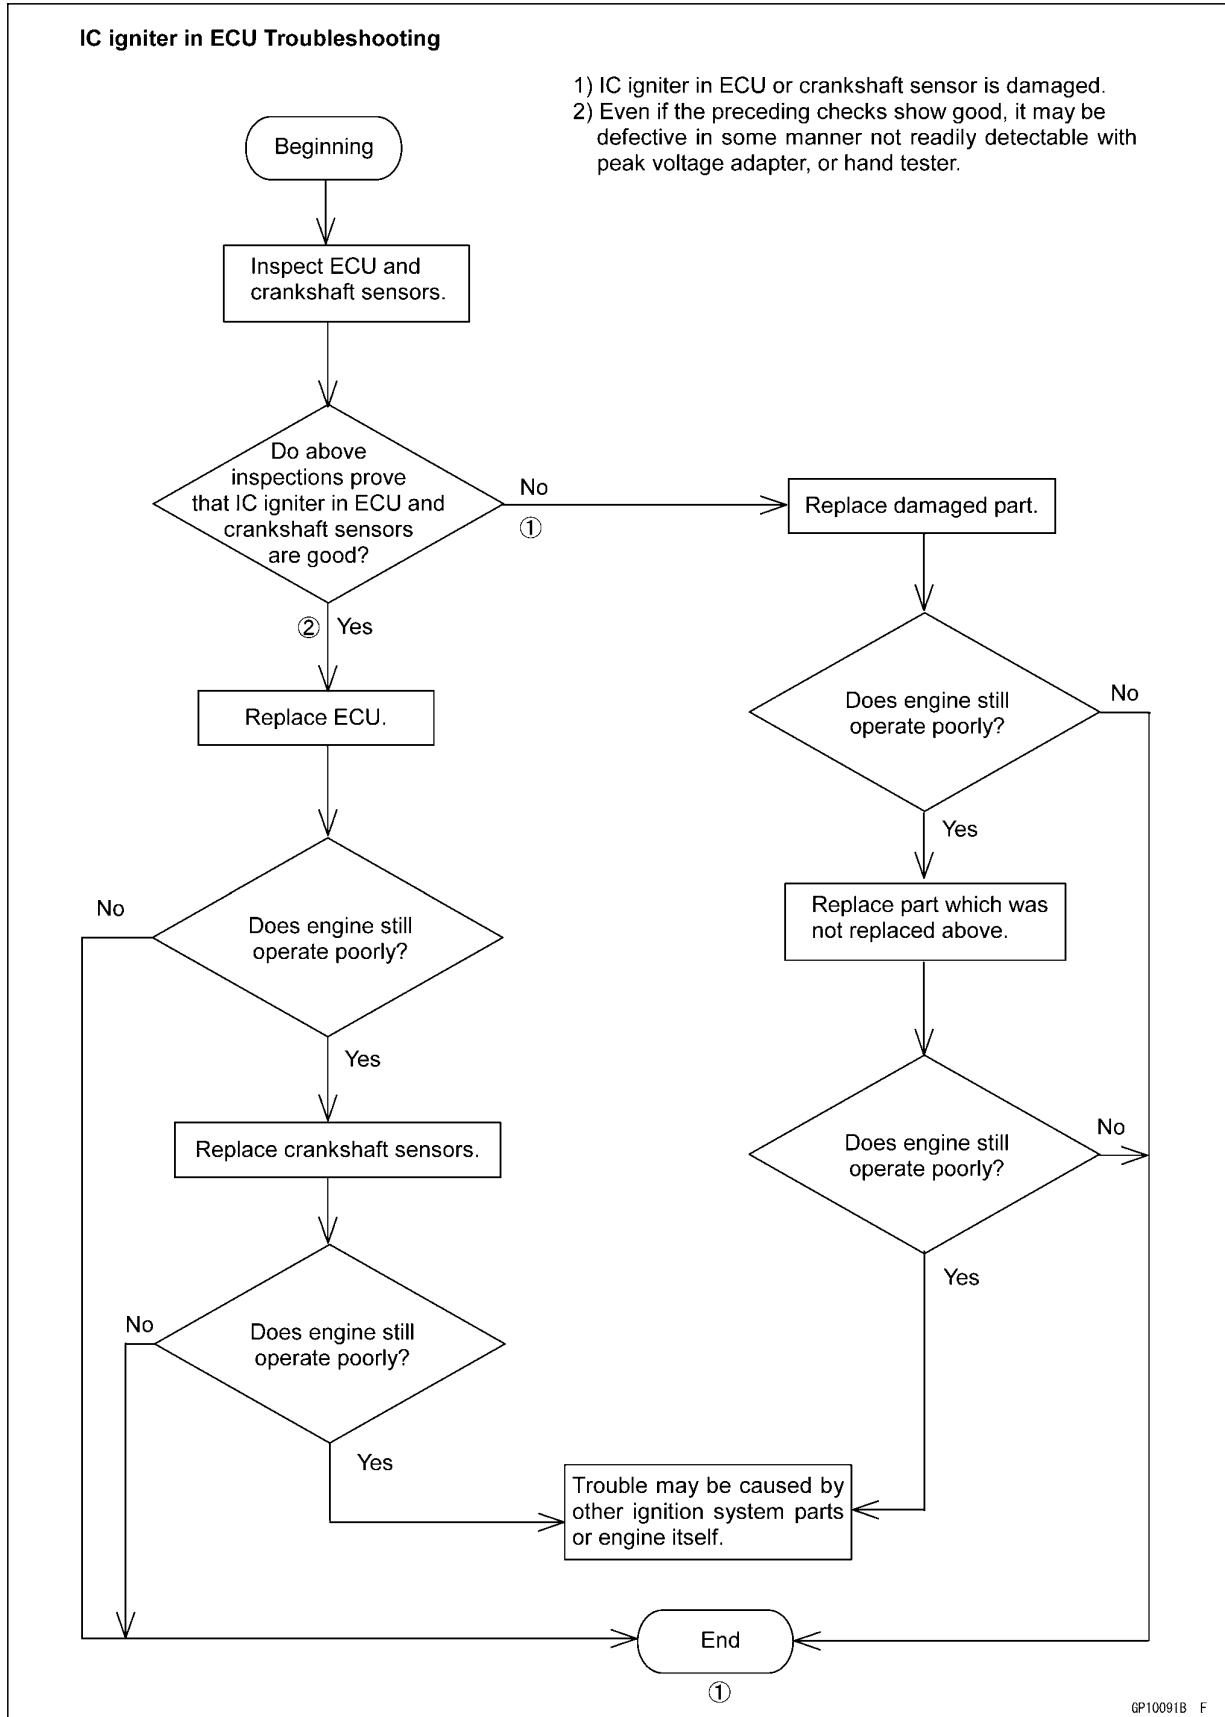 IC igniter in ECU Troubleshooting
1) IC igniter in ECU or crankshaft sensor is damaged.
2) Even if the preceding checks show good, it may be
defective in some manner not readily detectable with
peak voltage adapter, or hand tester.
Beginning
Inspect ECU and
crankshaft sensors.
Do above
inspections prove
that IC igniter in ECU and
crankshaft sensors
are good?
No
①
Replace damaged part.
② Yes
Replace ECU.
Does engine still
operate poorly?
No
Yes
Replace part which was
not replaced above.
No
Does engine still
operate poorly?
Yes
Replace crankshaft sensors.
Does engine still
operate poorly?
No
Yes
No
Does engine still
operate poorly?
Yes
Trouble may be caused by
other ignition system parts
or engine itself.
End
①
GP10091B F